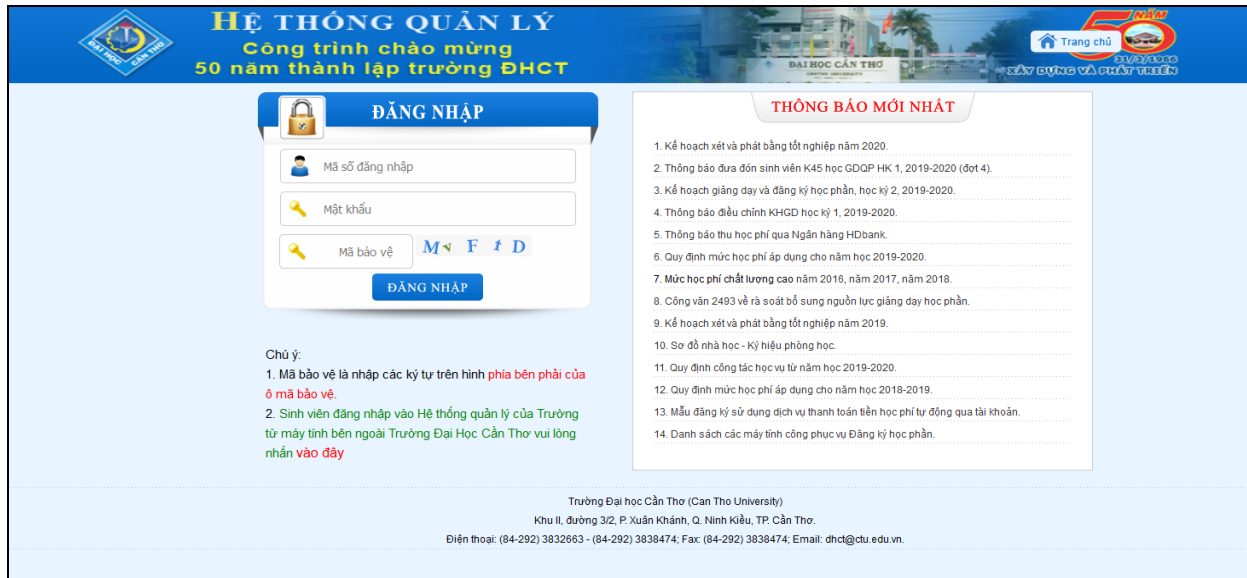 HỆ THỐNG QUẢN LÝ
Công trình chào mừng
50 năm thành lập trường ĐHCT
ĐẠI HỌC CẦN THƠ
ĐẠI HỌC CẦN THƠ
CANTHO UNIVERSITY
Trang chủ
NĂM
50
31/3/1966
XÂY DỰNG VÀ PHÁT TRIỂN
ĐĂNG NHẬP
Mã số đăng nhập
Mật khẩu
Mã bảo vệ
M v F t D
ĐĂNG NHẬP
Chú ý:
1. Mã bảo vệ là nhập các ký tự trên hình phía bên phải của
ô mã bảo vệ.
2. Sinh viên đăng nhập vào Hệ thống quản lý của Trường
từ máy tính bên ngoài Trường Đại Học Cần Thơ vui lòng
nhấn vào đây
THÔNG BÁO MỚI NHẤT
1. Kế hoạch xét và phát bằng tốt nghiệp năm 2020.
2. Thông báo đưa đón sinh viên K45 học GDQP HK 1, 2019-2020 (đợt 4).
3. Kế hoạch giảng dạy và đăng ký học phần, học kỳ 2, 2019-2020.
4. Thông báo điều chỉnh KHGD học kỳ 1, 2019-2020.
5. Thông báo thu học phí qua Ngân hàng HDbank.
6. Quy định mức học phí áp dụng cho năm học 2019-2020.
7. Mức học phí chất lượng cao năm 2016, năm 2017, năm 2018.
8. Công văn 2493 về rà soát bổ sung nguồn lực giảng dạy học phần.
9. Kế hoạch xét và phát bằng tốt nghiệp năm 2019.
10. Sơ đồ nhà học - Ký hiệu phòng học.
11. Quy định công tác học vụ từ năm học 2019-2020.
12. Quy định mức học phí áp dụng cho năm học 2018-2019.
13. Mẫu đăng ký sử dụng dịch vụ thanh toán tiền học phí tự động qua tài khoản.
14. Danh sách các máy tính công phục vụ Đăng ký học phần.
Trường Đại học Cần Thơ (Can Tho University)
Khu II, đường 3/2, P. Xuân Khánh, Q. Ninh Kiều, TP. Cần Thơ.
Điện thoại: (84-292) 3832663 - (84-292) 3838474; Fax: (84-292) 3838474; Email: dhct@ctu.edu.vn.